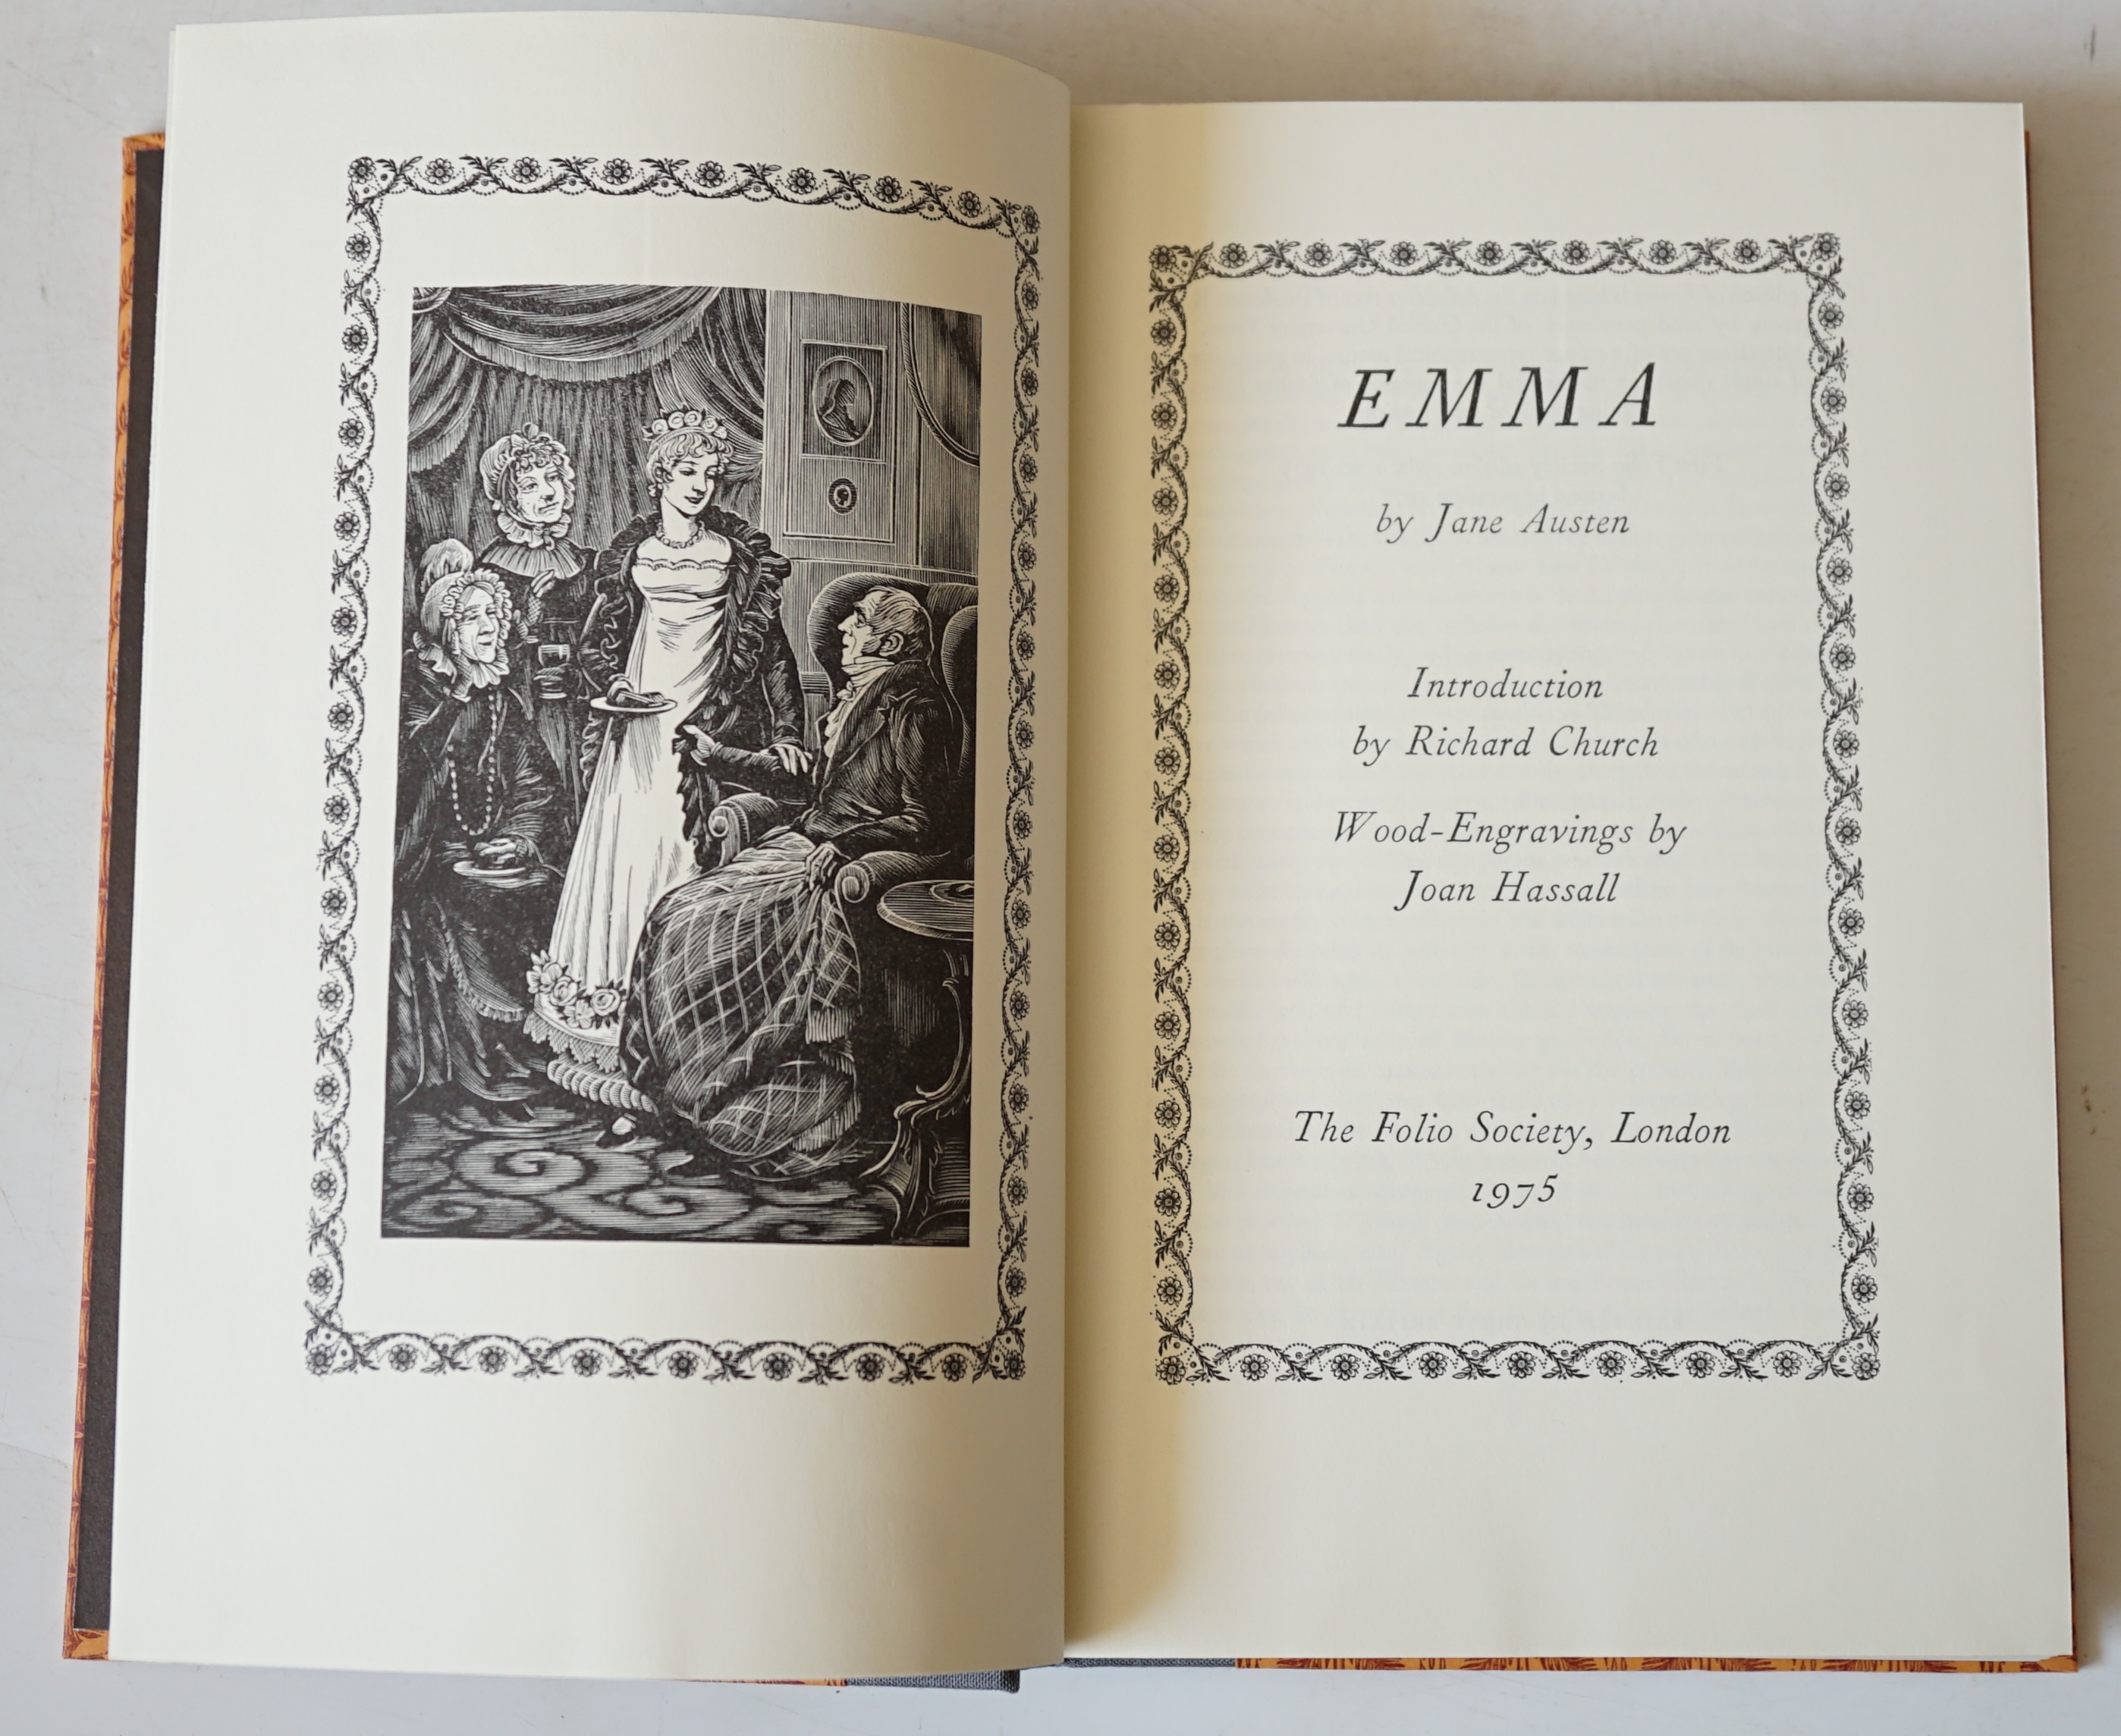 EMMA
by Jane Austen
Introduction
by Richard Church
Wood-Engravings by
Joan Hassall
The Folio Society, London
1975